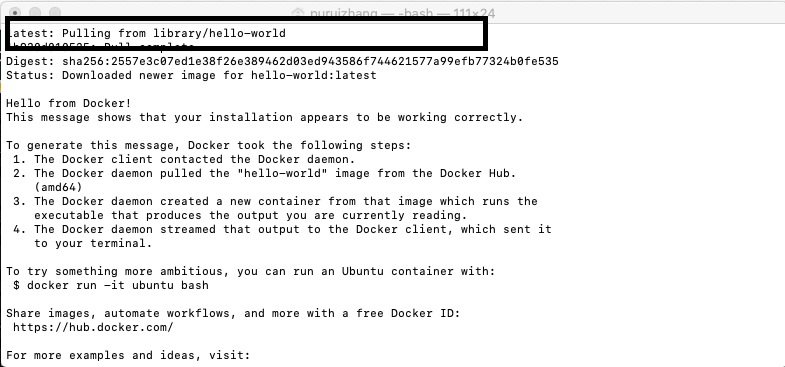 puruizhang — -bash — 111×24
latest: Pulling from library/hello-world
Pull complete
Digest: sha256:2557e3c07ed1e38f26e389462d03ed943586f744621577a99efb77324b0fe535
Status: Downloaded newer image for hello-world:latest
Hello from Docker!
This message shows that your installation appears to be working correctly.
To generate this message, Docker took the following steps:
1. The Docker client contacted the Docker daemon.
2. The Docker daemon pulled the "hello-world" image from the Docker Hub.
(amd64)
3. The Docker daemon created a new container from that image which runs the
executable that produces the output you are currently reading.
4. The Docker daemon streamed that output to the Docker client, which sent it
to your terminal.
To try something more ambitious, you can run an Ubuntu container with:
$ docker run -it ubuntu bash
Share images, automate workflows, and more with a free Docker ID:
https://hub.docker.com/
For more examples and ideas, visit: